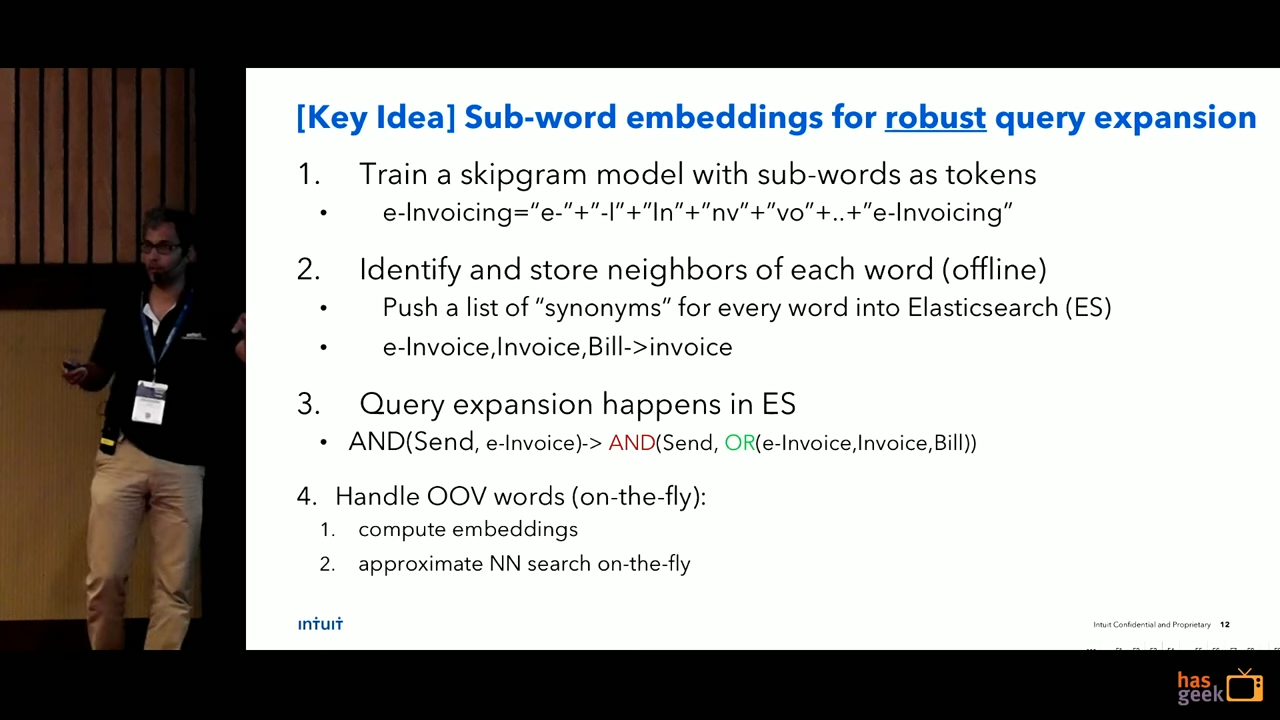 [Key Idea] Sub-word embeddings for robust query expansion
1. Train a skipgram model with sub-words as tokens
• e-Invoicing=”e-”+”-I”+”In”+”nv”+”vo”+..+”e-Invoicing”
2. Identify and store neighbors of each word (offline)
• Push a list of “synonyms” for every word into Elasticsearch (ES)
• e-Invoice,Invoice,Bill->invoice
3. Query expansion happens in ES
• AND(Send, e-Invoice)-> AND(Send, OR(e-Invoice,Invoice,Bill))
4. Handle OOV words (on-the-fly):
1. compute embeddings
2. approximate NN search on-the-fly
intuit
Intuit Confidential and Proprietary 12
has
geek